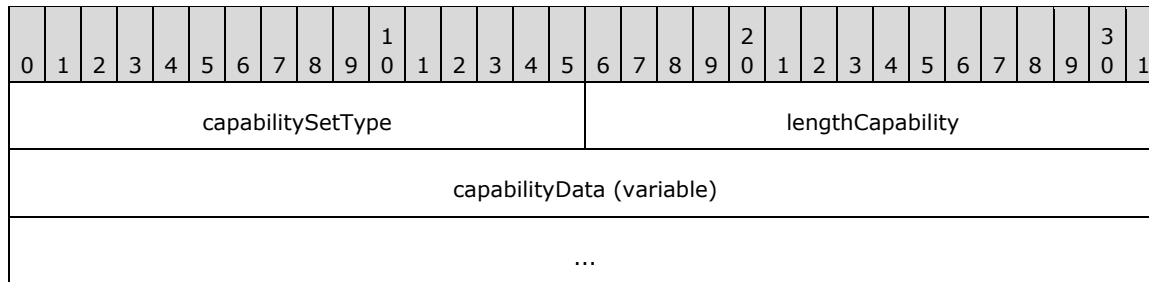 1 2 3
0 1 2 3 4 5 6 7 8 9 0 1 2 3 4 5 6 7 8 9 0 1 2 3 4 5 6 7 8 9 0 1
capabilitySetType lengthCapability
capabilityData (variable)
...